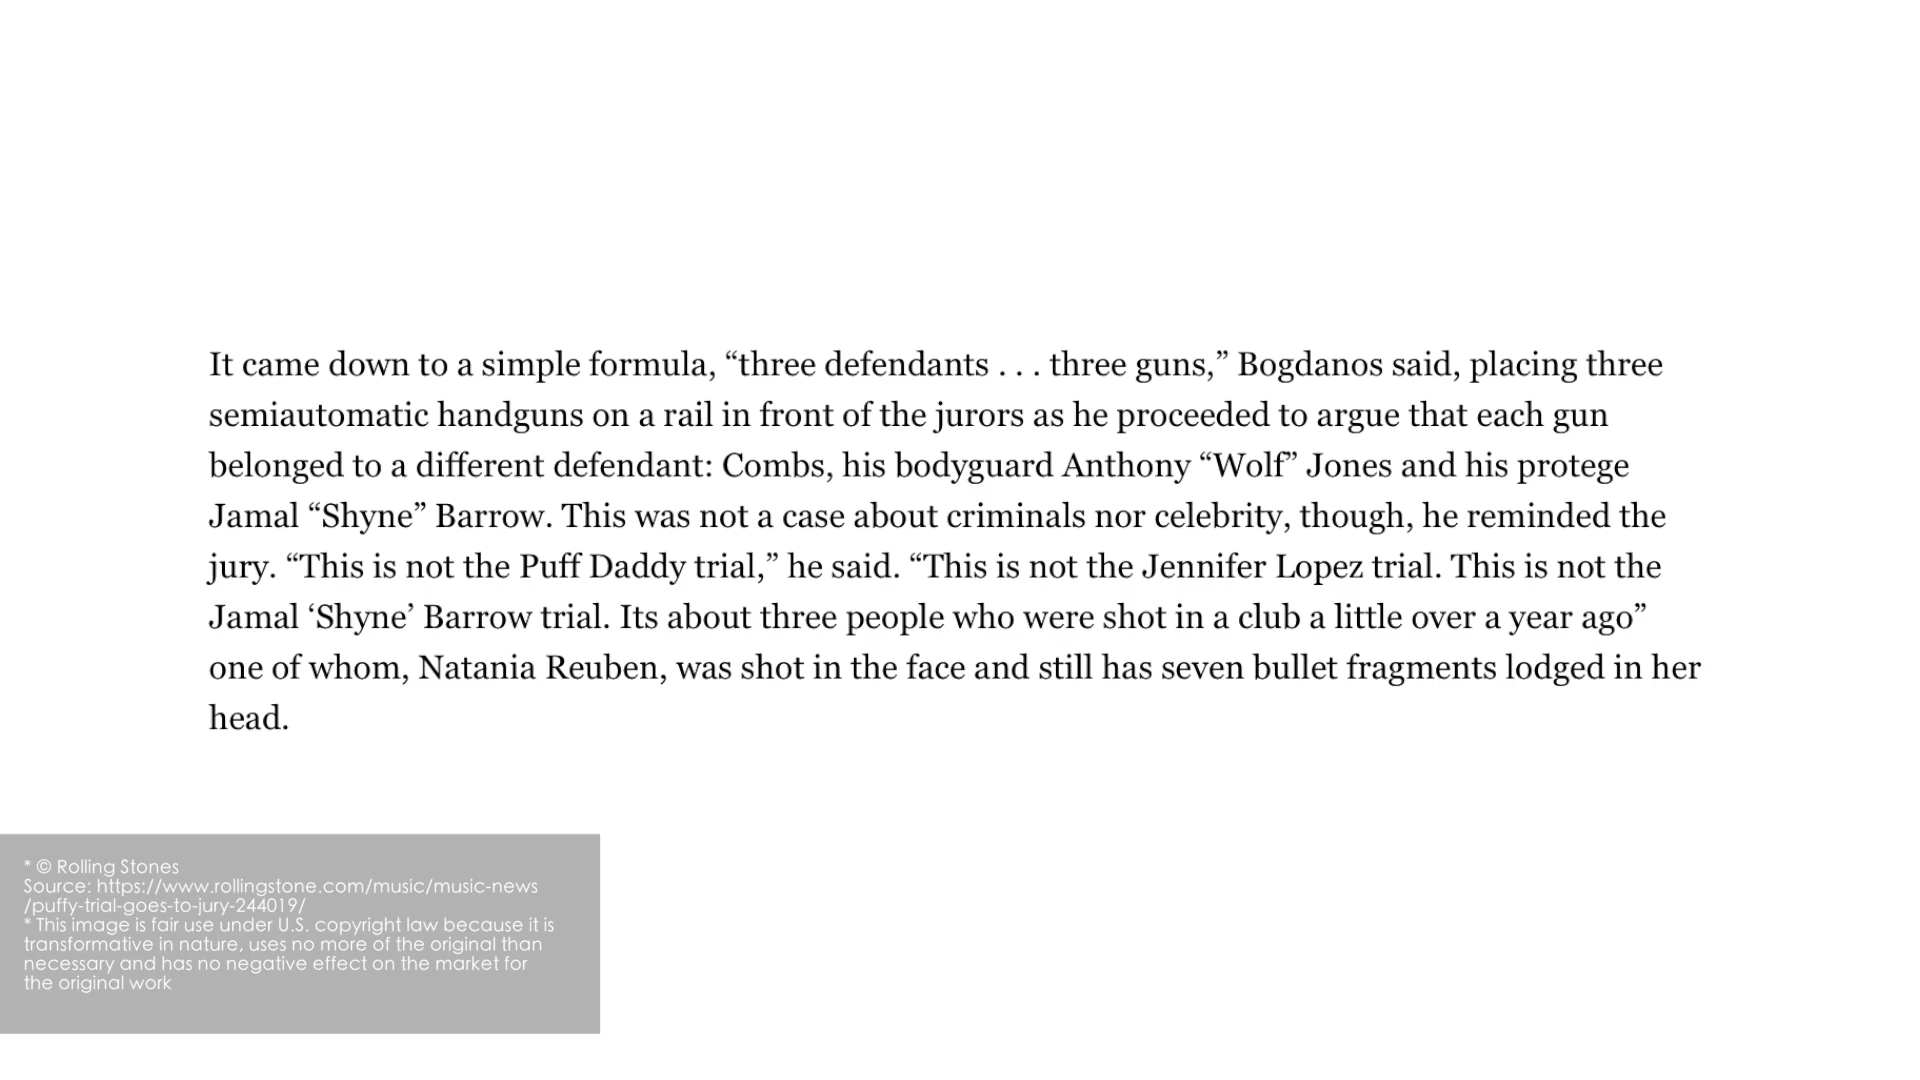 It came down to a simple formula, “three defendants . . . three guns,” Bogdanos said, placing three
semiautomatic handguns on a rail in front of the jurors as he proceeded to argue that each gun
belonged to a different defendant: Combs, his bodyguard Anthony “Wolf” Jones and his protege
Jamal “Shyne” Barrow. This was not a case about criminals nor celebrity, though, he reminded the
jury. “This is not the Puff Daddy trial,” he said. “This is not the Jennifer Lopez trial. This is not the
Jamal ‘Shyne’ Barrow trial. Its about three people who were shot in a club a little over a year ago”
one of whom, Natania Reuben, was shot in the face and still has seven bullet fragments lodged in her
head.
* © Rolling Stones
Source: https://www.rollingstone.com/music/music-news
/puffy-trial-goes-to-jury-244019/
* This image is fair use under U.S. copyright law because it is
transformative in nature, uses no more of the original than
necessary and has no negative effect on the market for
the original work